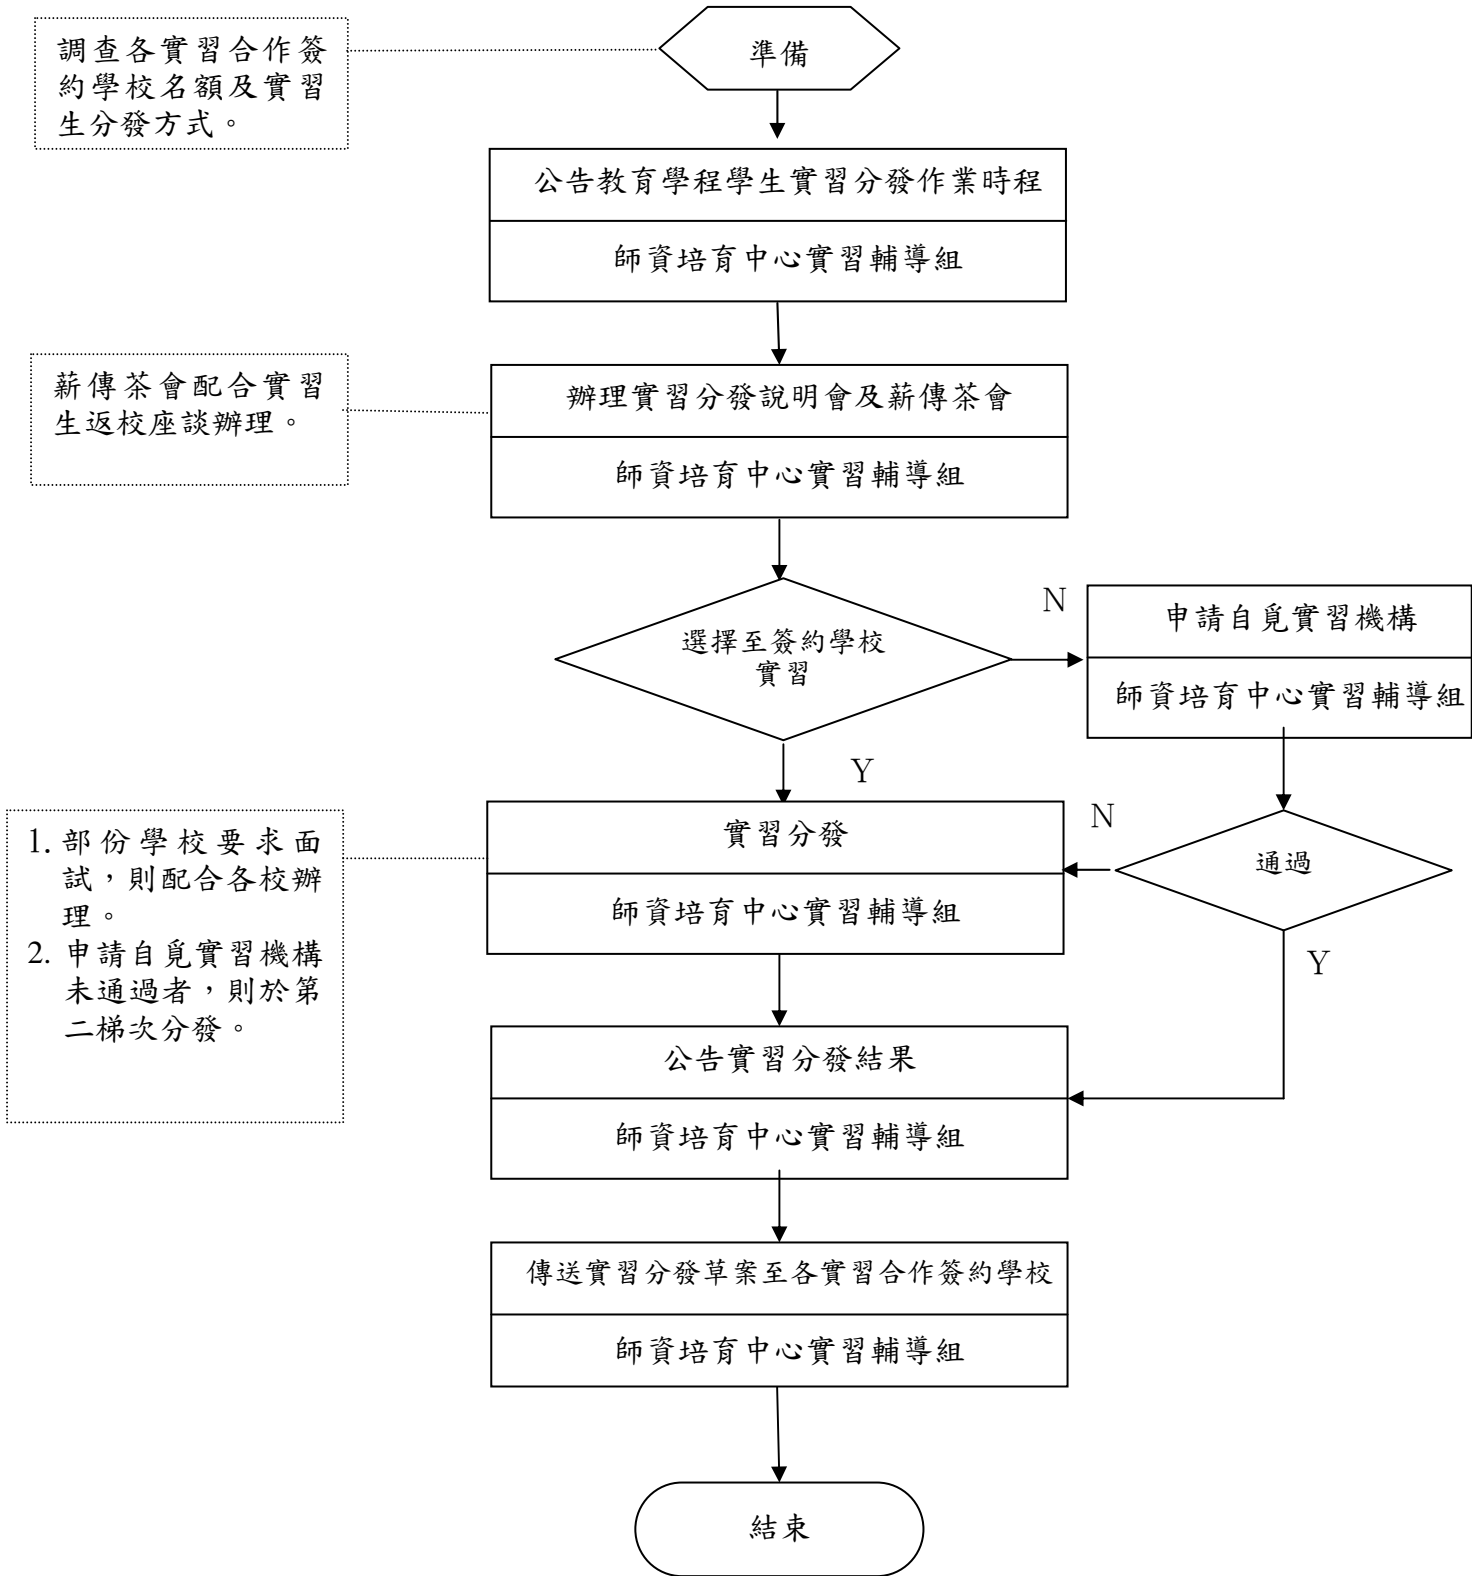 調查各實習合作簽
約學校名額及實習
生分發方式。
準備
公告教育學程學生實習分發作業時程
師資培育中心實習輔導組
薪傳茶會配合實習
生返校座談辦理。
辦理實習分發說明會及薪傳茶會
師資培育中心實習輔導組
選擇至簽約學校
實習
N
申請自覓實習機構
師資培育中心實習輔導組
Y
1. 部份學校要求面
試，則配合各校辦
理。
2. 申請自覓實習機構
未通過者，則於第
二梯次分發。
實習分發
師資培育中心實習輔導組
N
通過
Y
公告實習分發結果
師資培育中心實習輔導組
傳送實習分發草案至各實習合作簽約學校
師資培育中心實習輔導組
結束